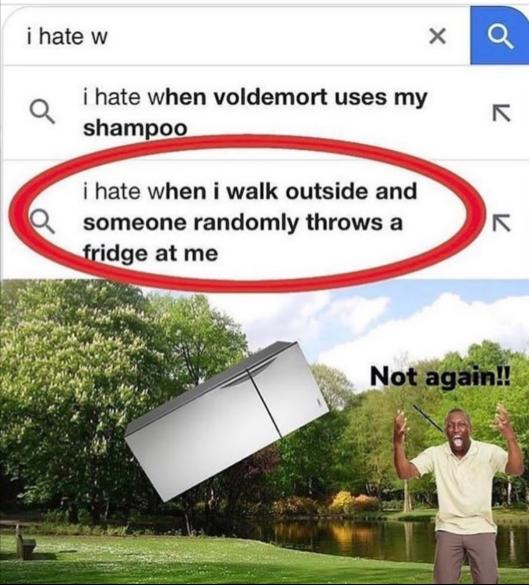 i hate w
i hate when voldemort uses my
shampoo
i hate when i walk outside and
someone randomly throws a
fridge at me
Not again!!